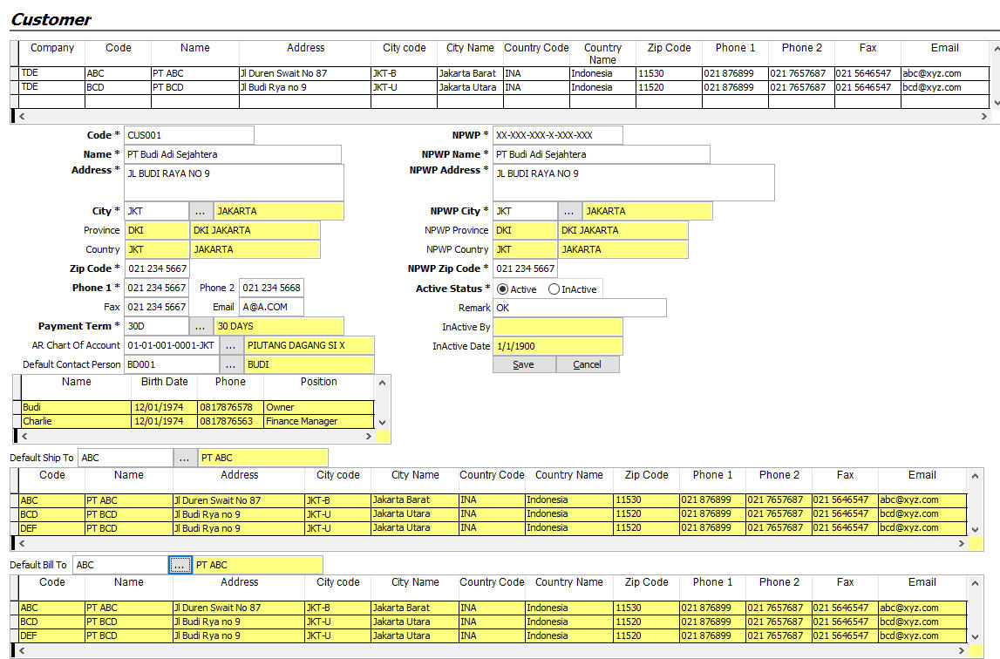 Customer
Company Code Name Address City code City Name Country Code Country Name Zip Code Phone 1 Phone 2 Fax Email
TDE ABC PT ABC Jl Duren Swait No 87 JKT-B Jakarta Barat INA Indonesia 11530 021 876899 021 7657687 021 5646547 abc@xyz.com
TDE BCD PT BCD Jl Budi Rya no 9 JKT-U Jakarta Utara INA Indonesia 11520 021 876899 021 7657687 021 5646547 bcd@xyz.com
Code * CUS001 NPWP * XX-XXX-XXX-X-XXX-XXX
Name * PT Budi Adi Sejahtera NPWP Name * PT Budi Adi Sejahtera
Address * JL BUDI RAYA NO 9 NPWP Address * JL BUDI RAYA NO 9
City * JKT ... JAKARTA NPWP City * JKT ... JAKARTA
Province DKI DKI JAKARTA NPWP Province DKI DKI JAKARTA
Country JKT JAKARTA NPWP Country JKT JAKARTA
Zip Code * 021 234 5667 NPWP Zip Code * 021 234 5667
Phone 1 * 021 234 5667 Phone 2 021 234 5668 Active Status * Active InActive
Fax 021 234 5667 Email A@A.COM Remark OK
Payment Term * 30D ... 30 DAYS InActive By
AR Chart Of Account 01-01-001-0001-JKT ... PIUTANG DAGANG SI X InActive Date 1/1/1900
Default Contact Person BD001 ... BUDI Save Cancel
Name Birth Date Phone Position
Budi 12/01/1974 0817876578 Owner
Charlie 12/01/1974 0817876563 Finance Manager
Default Ship To ABC ... PT ABC
Code Name Address City code City Name Country Code Country Name Zip Code Phone 1 Phone 2 Fax Email
ABC PT ABC Jl Duren Swait No 87 JKT-B Jakarta Barat INA Indonesia 11530 021 876899 021 7657687 021 5646547 abc@xyz.com
BCD PT BCD Jl Budi Rya no 9 JKT-U Jakarta Utara INA Indonesia 11520 021 876899 021 7657687 021 5646547 bcd@xyz.com
DEF PT BCD Jl Budi Rya no 9 JKT-U Jakarta Utara INA Indonesia 11520 021 876899 021 7657687 021 5646547 bcd@xyz.com
Default Bill To ABC ... PT ABC
Code Name Address City code City Name Country Code Country Name Zip Code Phone 1 Phone 2 Fax Email
ABC PT ABC Jl Duren Swait No 87 JKT-B Jakarta Barat INA Indonesia 11530 021 876899 021 7657687 021 5646547 abc@xyz.com
BCD PT BCD Jl Budi Rya no 9 JKT-U Jakarta Utara INA Indonesia 11520 021 876899 021 7657687 021 5646547 bcd@xyz.com
DEF PT BCD Jl Budi Rya no 9 JKT-U Jakarta Utara INA Indonesia 11520 021 876899 021 7657687 021 5646547 bcd@xyz.com